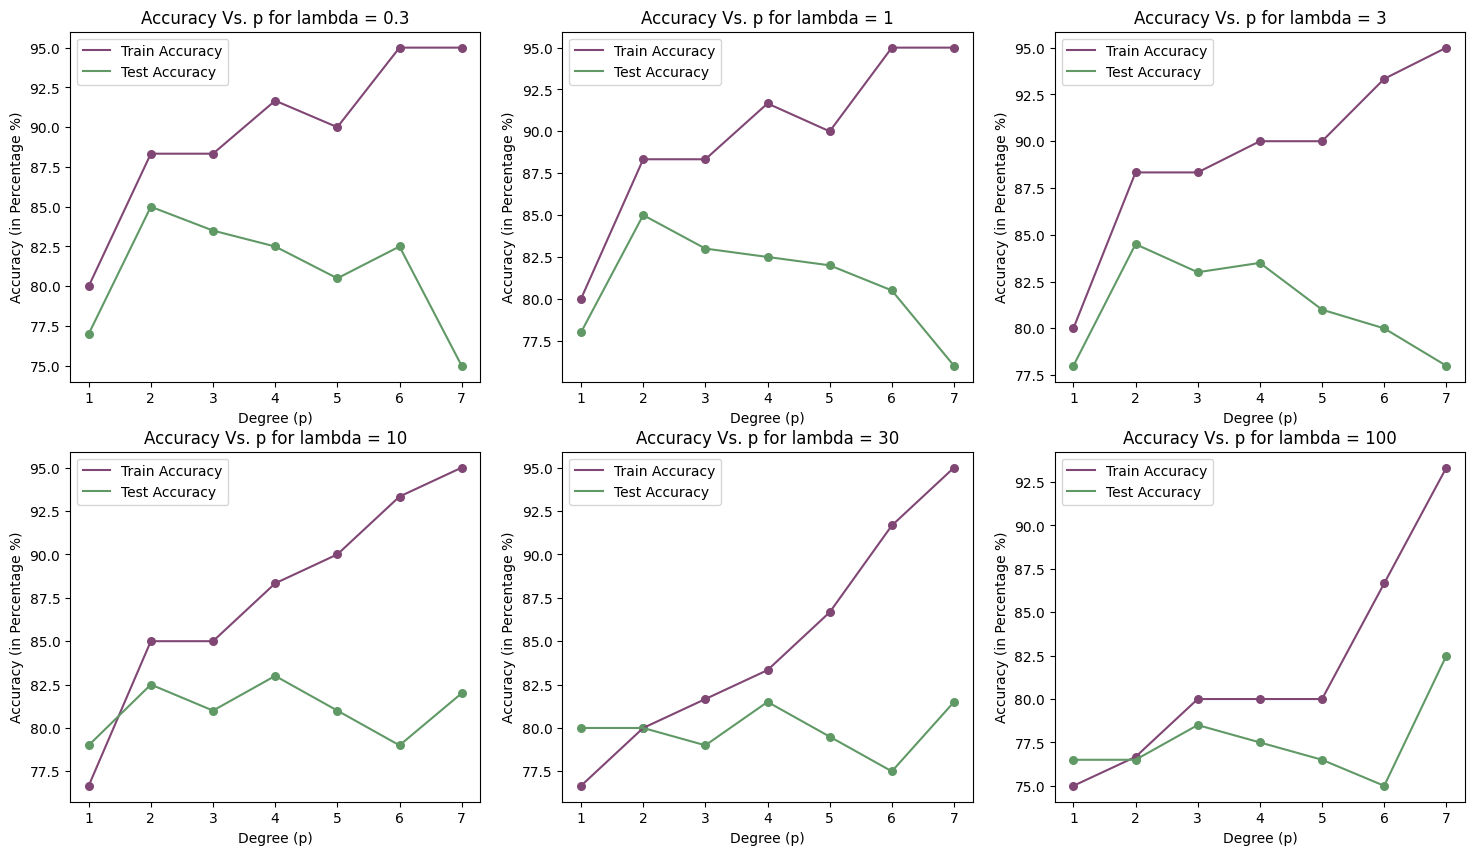 Accuracy Vs. p for lambda = 0.3
Train Accuracy
Test Accuracy
95.0
92.5
90.0
87.5
85.0
82.5
80.0
77.5
75.0
Accuracy (in Percentage %)
1 2 3 4 5 6 7
Degree (p)
Accuracy Vs. p for lambda = 1
Train Accuracy
Test Accuracy
95.0
92.5
90.0
87.5
85.0
82.5
80.0
77.5
Accuracy (in Percentage %)
1 2 3 4 5 6 7
Degree (p)
Accuracy Vs. p for lambda = 3
Train Accuracy
Test Accuracy
95.0
92.5
90.0
87.5
85.0
82.5
80.0
77.5
Accuracy (in Percentage %)
1 2 3 4 5 6 7
Degree (p)
Accuracy Vs. p for lambda = 10
Train Accuracy
Test Accuracy
95.0
92.5
90.0
87.5
85.0
82.5
80.0
77.5
Accuracy (in Percentage %)
1 2 3 4 5 6 7
Degree (p)
Accuracy Vs. p for lambda = 30
Train Accuracy
Test Accuracy
95.0
92.5
90.0
87.5
85.0
82.5
80.0
77.5
Accuracy (in Percentage %)
1 2 3 4 5 6 7
Degree (p)
Accuracy Vs. p for lambda = 100
Train Accuracy
Test Accuracy
92.5
90.0
87.5
85.0
82.5
80.0
77.5
75.0
Accuracy (in Percentage %)
1 2 3 4 5 6 7
Degree (p)